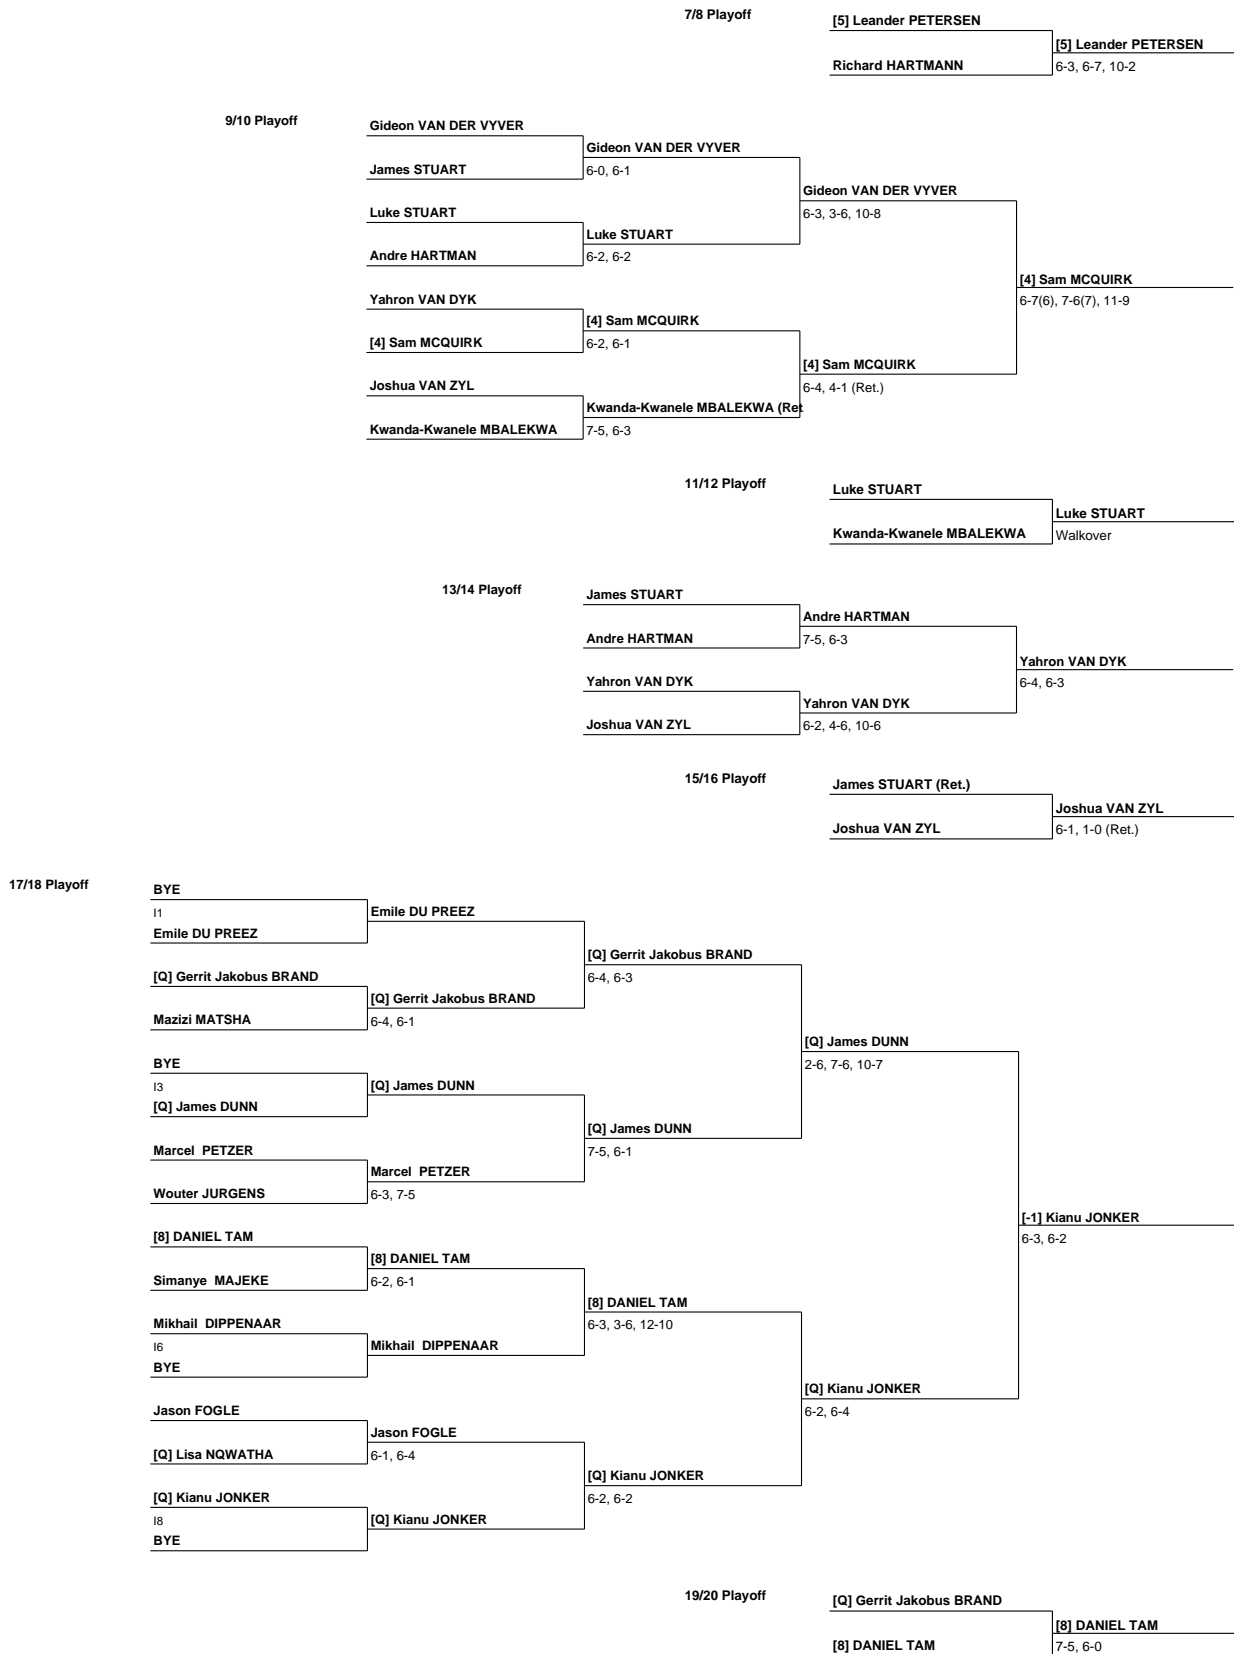 7/8 Playoff
[5] Leander PETERSEN
[5] Leander PETERSEN
Richard HARTMANN
6-3, 6-7, 10-2
9/10 Playoff
Gideon VAN DER VYVER
Gideon VAN DER VYVER
James STUART
6-0, 6-1
Gideon VAN DER VYVER
Luke STUART
6-3, 3-6, 10-8
Luke STUART
Andre HARTMAN
6-2, 6-2
[4] Sam MCQUIRK
Yahron VAN DYK
6-7(6), 7-6(7), 11-9
[4] Sam MCQUIRK
[4] Sam MCQUIRK
6-2, 6-1
[4] Sam MCQUIRK
Joshua VAN ZYL
6-4, 4-1 (Ret.)
Kwanda-Kwanele MBALEKWA (Ret
Kwanda-Kwanele MBALEKWA
7-5, 6-3
11/12 Playoff
Luke STUART
Luke STUART
Kwanda-Kwanele MBALEKWA
Walkover
13/14 Playoff
James STUART
Andre HARTMAN
Andre HARTMAN
7-5, 6-3
Yahron VAN DYK
Yahron VAN DYK
6-4, 6-3
Yahron VAN DYK
Joshua VAN ZYL
6-2, 4-6, 10-6
15/16 Playoff
James STUART (Ret.)
Joshua VAN ZYL
Joshua VAN ZYL
6-1, 1-0 (Ret.)
17/18 Playoff
BYE
I1
Emile DU PREEZ
Emile DU PREEZ
[Q] Gerrit Jakobus BRAND
[Q] Gerrit Jakobus BRAND
6-4, 6-3
[Q] Gerrit Jakobus BRAND
Mazizi MATSHA
6-4, 6-1
[Q] James DUNN
BYE
2-6, 7-6, 10-7
I3
[Q] James DUNN
[Q] James DUNN
[Q] James DUNN
Marcel  PETZER
7-5, 6-1
Marcel  PETZER
Wouter JURGENS
6-3, 7-5
[-1] Kianu JONKER
[8] DANIEL TAM
6-3, 6-2
[8] DANIEL TAM
Simanye  MAJEKE
6-2, 6-1
[8] DANIEL TAM
Mikhail  DIPPENAAR
6-3, 3-6, 12-10
I6
Mikhail  DIPPENAAR
BYE
[Q] Kianu JONKER
Jason FOGLE
6-2, 6-4
Jason FOGLE
[Q] Lisa NQWATHA
6-1, 6-4
[Q] Kianu JONKER
[Q] Kianu JONKER
6-2, 6-2
I8
[Q] Kianu JONKER
BYE
19/20 Playoff
[Q] Gerrit Jakobus BRAND
[8] DANIEL TAM
[8] DANIEL TAM
7-5, 6-0